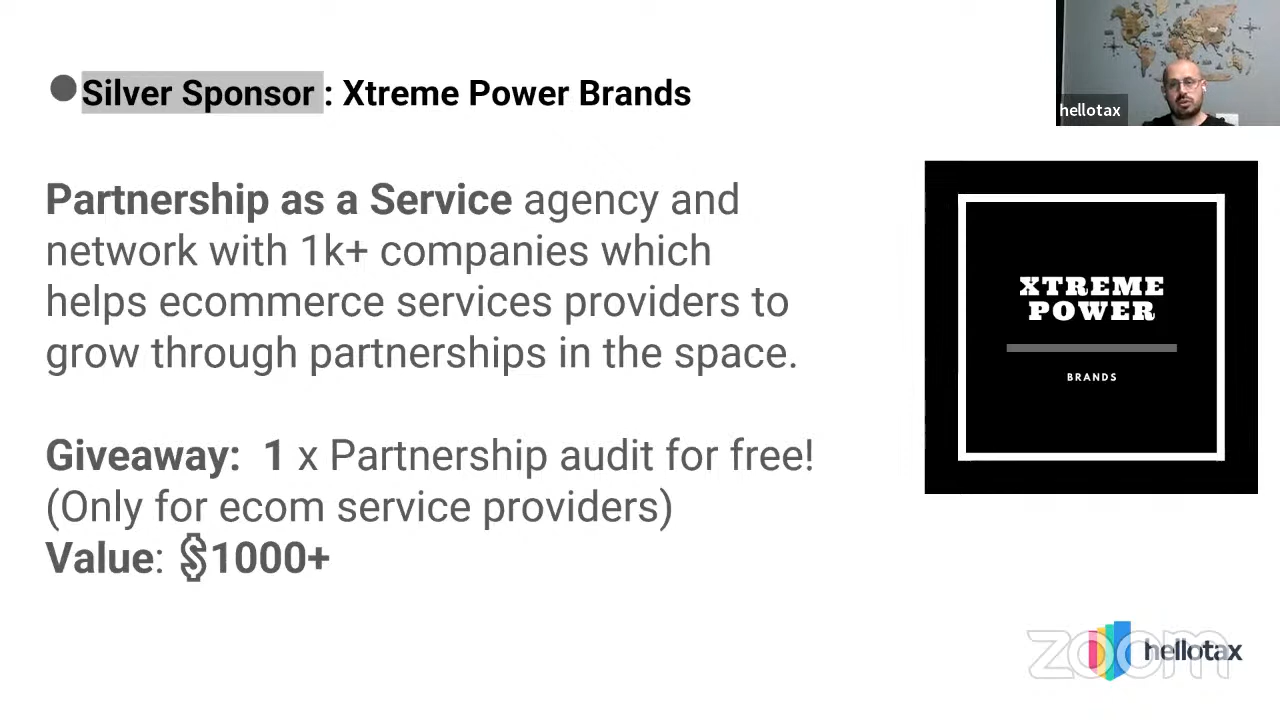 Silver Sponsor : Xtreme Power Brands
hellotax
Partnership as a Service agency and
network with 1k+ companies which
helps ecommerce services providers to
grow through partnerships in the space.
Giveaway:  1 x Partnership audit for free!
(Only for ecom service providers)
Value: $1000+
XTREME
POWER
BRANDS
zoom
hellotax